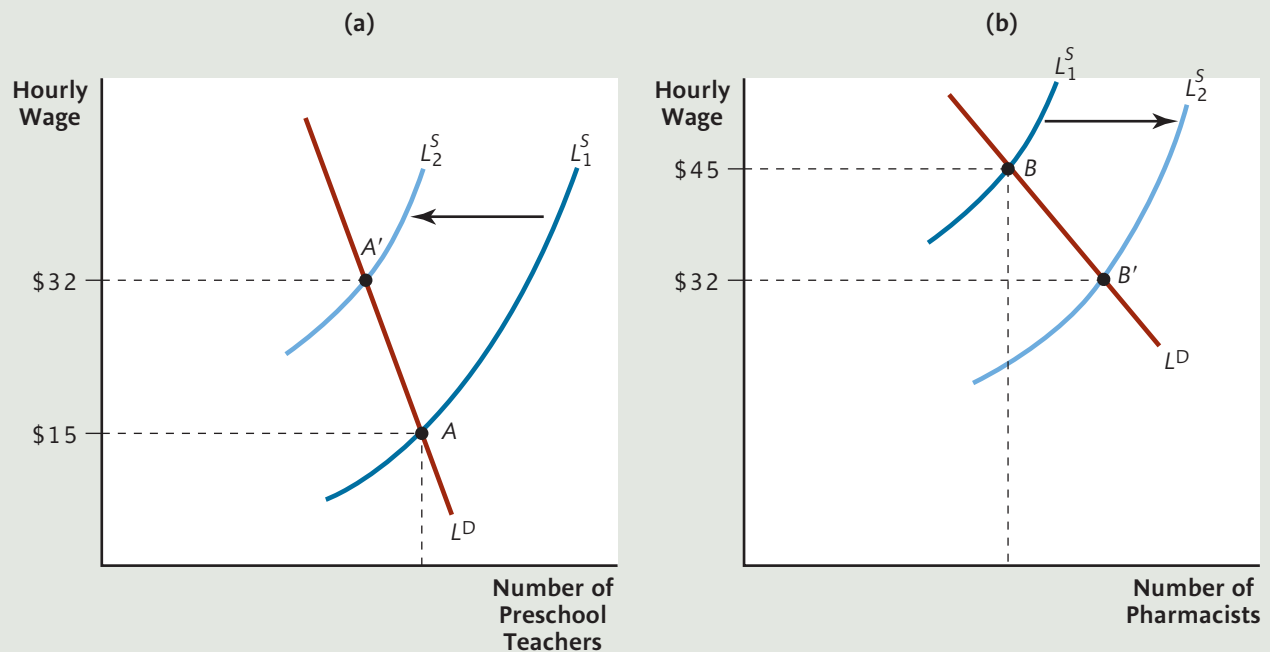 (a)
Hourly
Wage
L₂ˢ
L₁ˢ
A′
$32
$15
A
Lᴰ
Number of
Preschool
Teachers
(b)
Hourly
Wage
L₁ˢ
L₂ˢ
$45
B
$32
B′
Lᴰ
Number of
Pharmacists